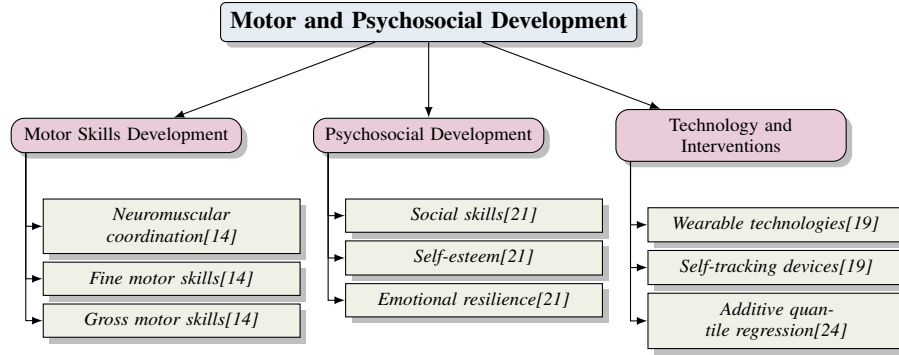 Motor and Psychosocial Development
Motor Skills Development
Neuromuscular
coordination[14]
Fine motor skills[14]
Gross motor skills[14]
Psychosocial Development
Social skills[21]
Self-esteem[21]
Emotional resilience[21]
Technology and
Interventions
Wearable technologies[19]
Self-tracking devices[19]
Additive quan-
tile regression[24]